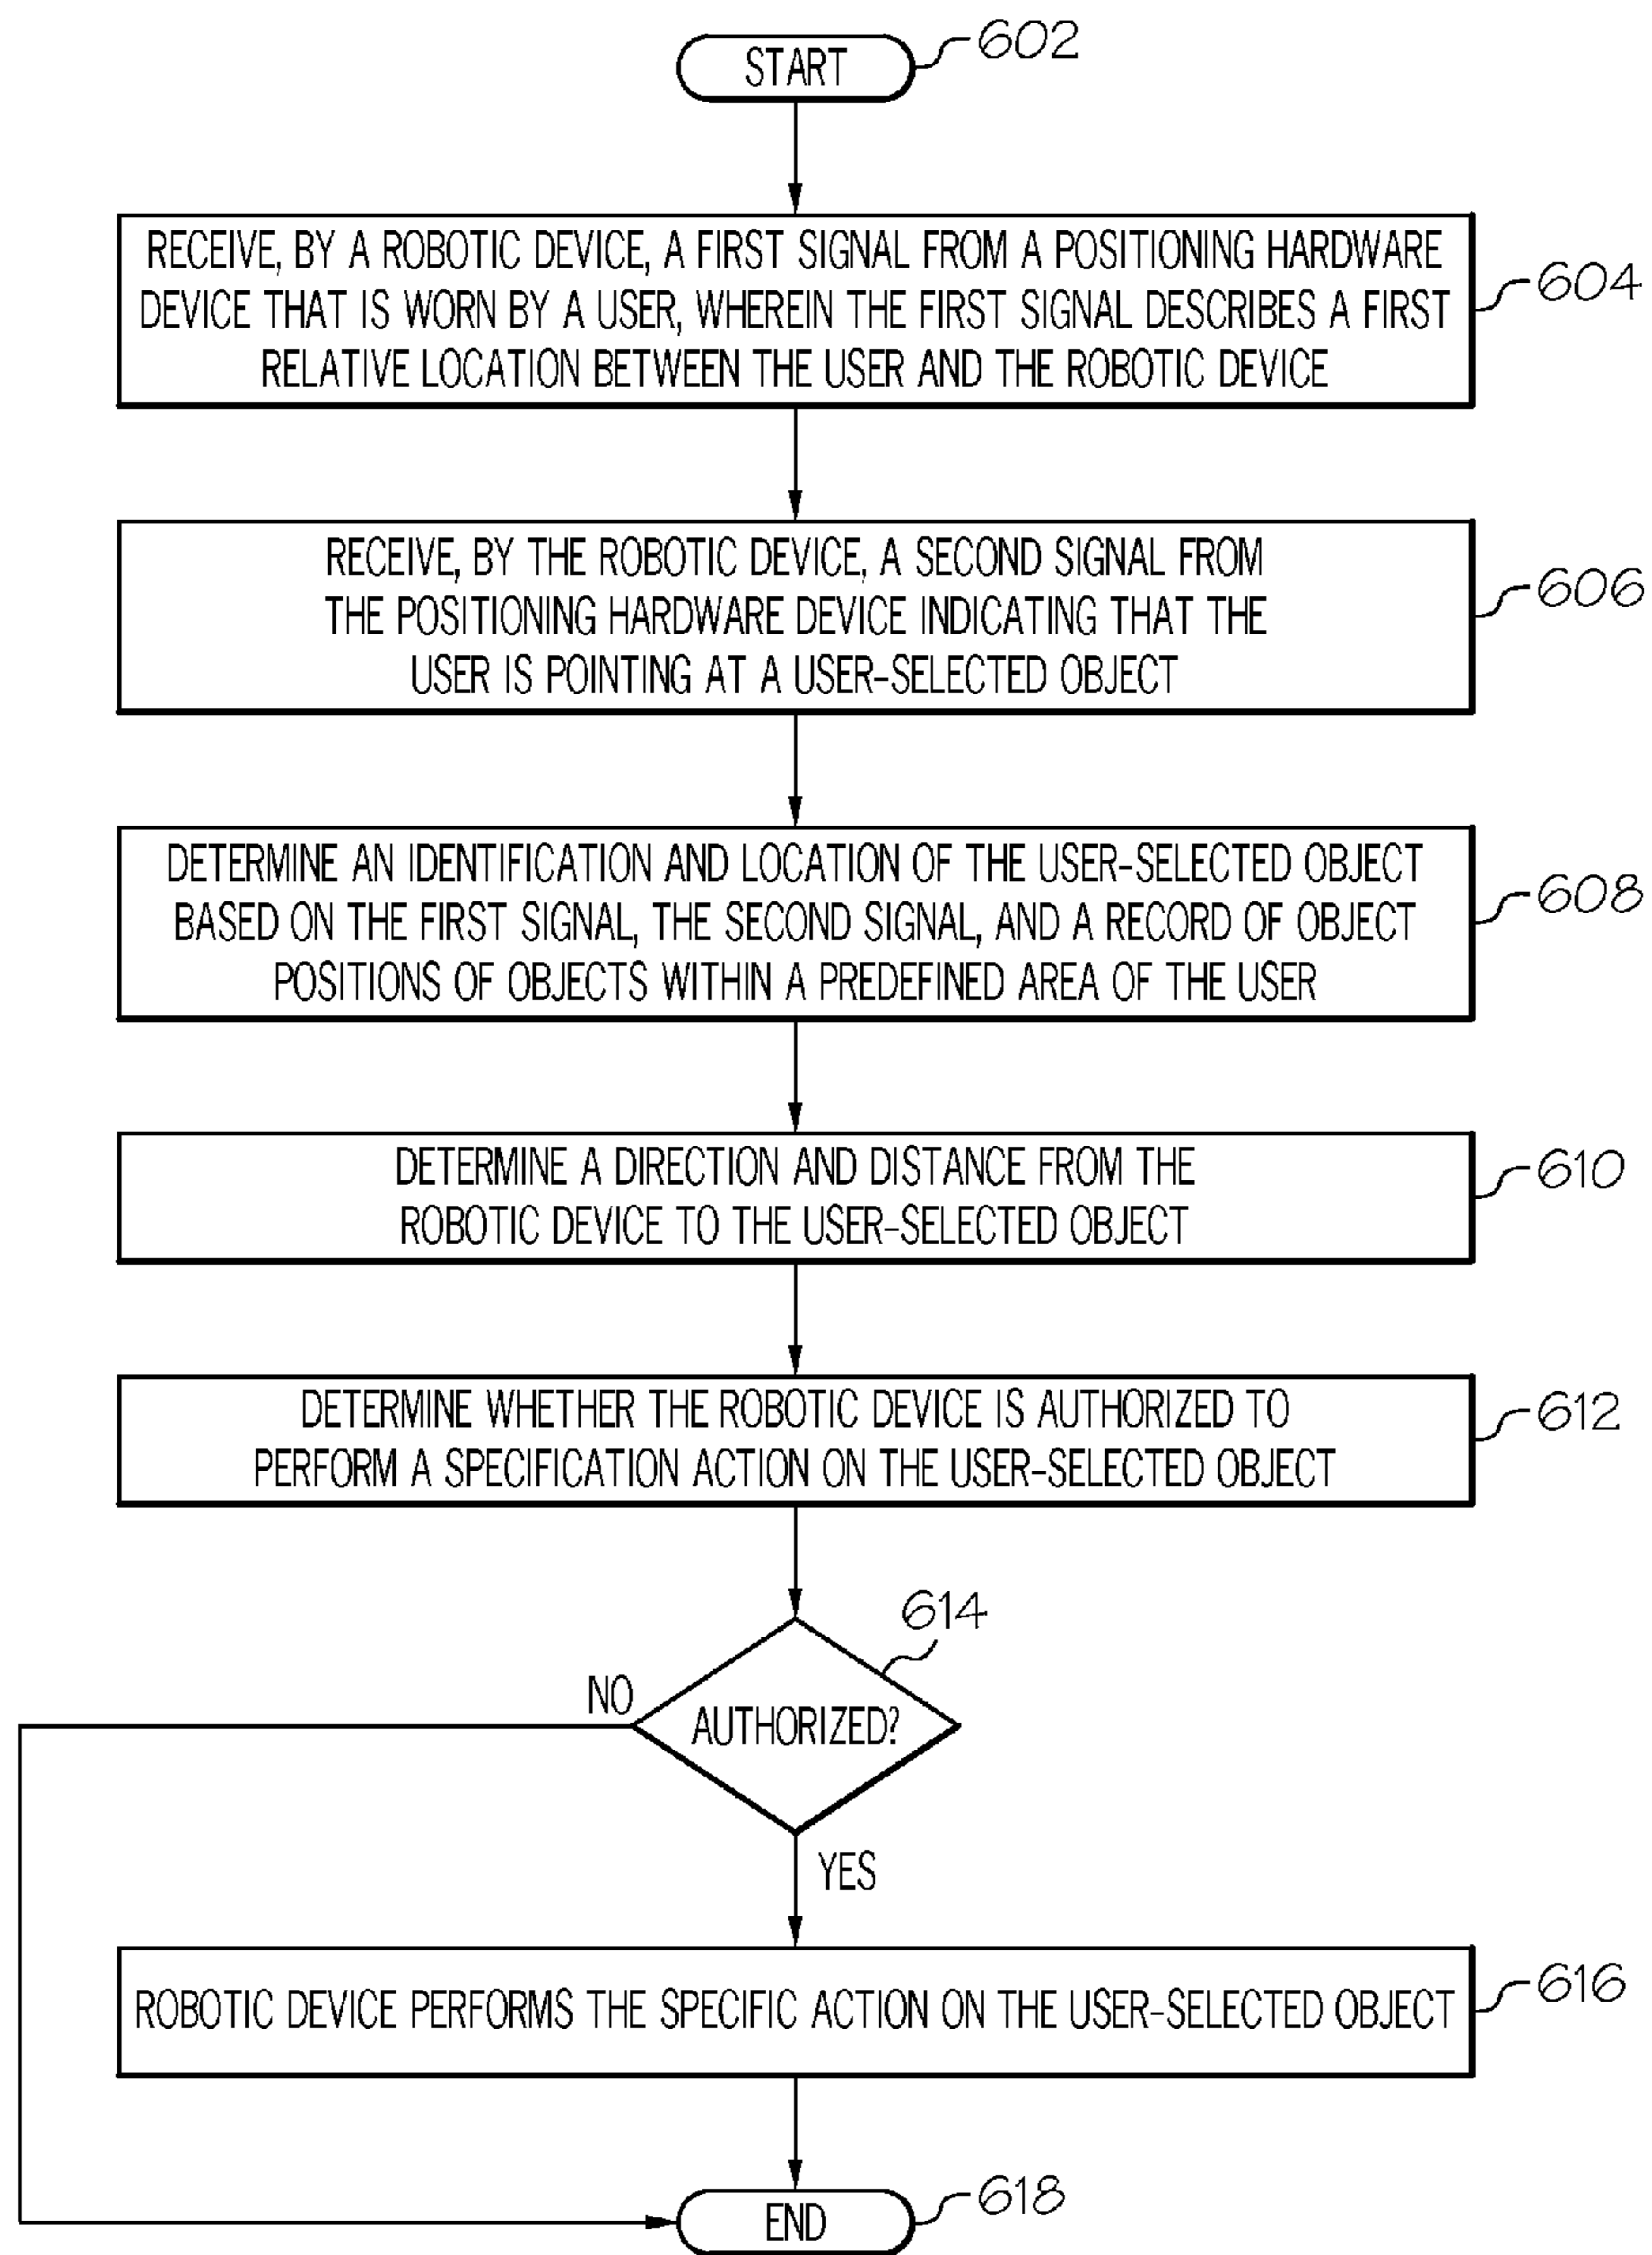 START
602
RECEIVE, BY A ROBOTIC DEVICE, A FIRST SIGNAL FROM A POSITIONING HARDWARE
DEVICE THAT IS WORN BY A USER, WHEREIN THE FIRST SIGNAL DESCRIBES A FIRST
RELATIVE LOCATION BETWEEN THE USER AND THE ROBOTIC DEVICE
604
RECEIVE, BY THE ROBOTIC DEVICE, A SECOND SIGNAL FROM
THE POSITIONING HARDWARE DEVICE INDICATING THAT THE
USER IS POINTING AT A USER-SELECTED OBJECT
606
DETERMINE AN IDENTIFICATION AND LOCATION OF THE USER-SELECTED OBJECT
BASED ON THE FIRST SIGNAL, THE SECOND SIGNAL, AND A RECORD OF OBJECT
POSITIONS OF OBJECTS WITHIN A PREDEFINED AREA OF THE USER
608
DETERMINE A DIRECTION AND DISTANCE FROM THE
ROBOTIC DEVICE TO THE USER-SELECTED OBJECT
610
DETERMINE WHETHER THE ROBOTIC DEVICE IS AUTHORIZED TO
PERFORM A SPECIFICATION ACTION ON THE USER-SELECTED OBJECT
612
614
NO
AUTHORIZED?
YES
ROBOTIC DEVICE PERFORMS THE SPECIFIC ACTION ON THE USER-SELECTED OBJECT
616
END
618